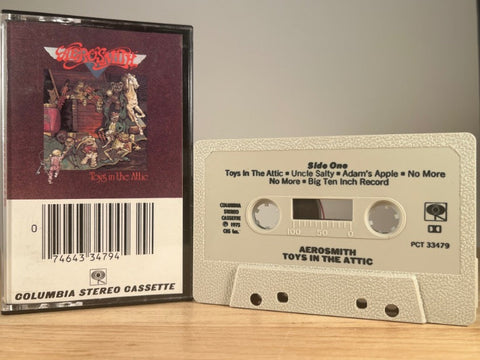 AEROSMITH
Toys in the Attic
0
74643 34794
COLUMBIA STEREO CASSETTE
Side One
Toys In The Attic • Uncle Salty • Adam's Apple • No More
No More • Big Ten Inch Record
COLUMBIA
STEREO
CASSETTE
℗ 1975
CBS Inc.
100 50 0
PCT 33479
AEROSMITH
TOYS IN THE ATTIC